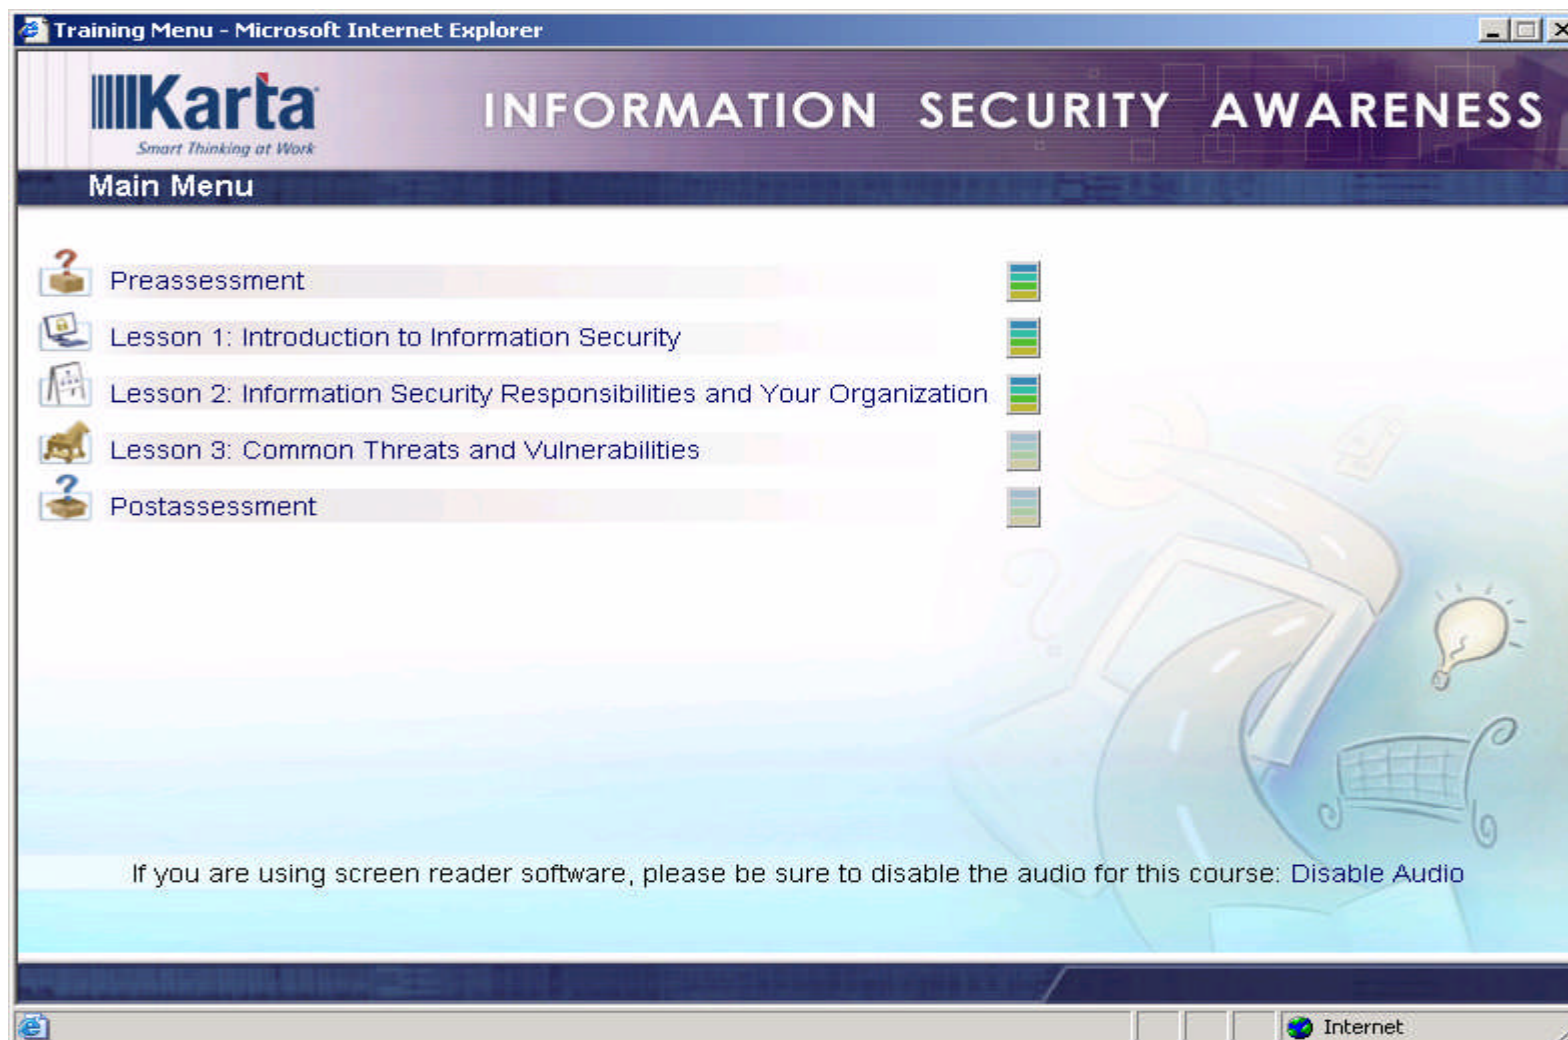 Training Menu - Microsoft Internet Explorer
Karta
Smart Thinking at Work
INFORMATION SECURITY AWARENESS
Main Menu
Preassessment
Lesson 1: Introduction to Information Security
Lesson 2: Information Security Responsibilities and Your Organization
Lesson 3: Common Threats and Vulnerabilities
Postassessment
If you are using screen reader software, please be sure to disable the audio for this course: Disable Audio
Internet